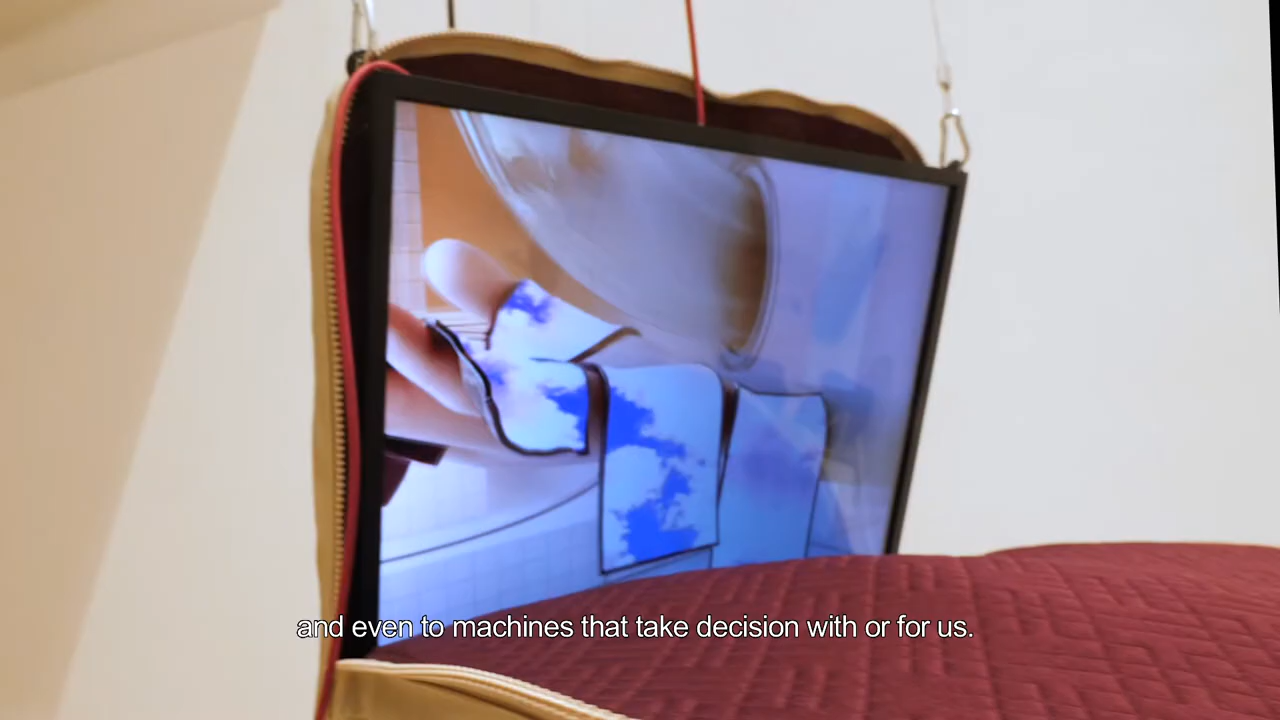 and even to machines that take decision with or for us.